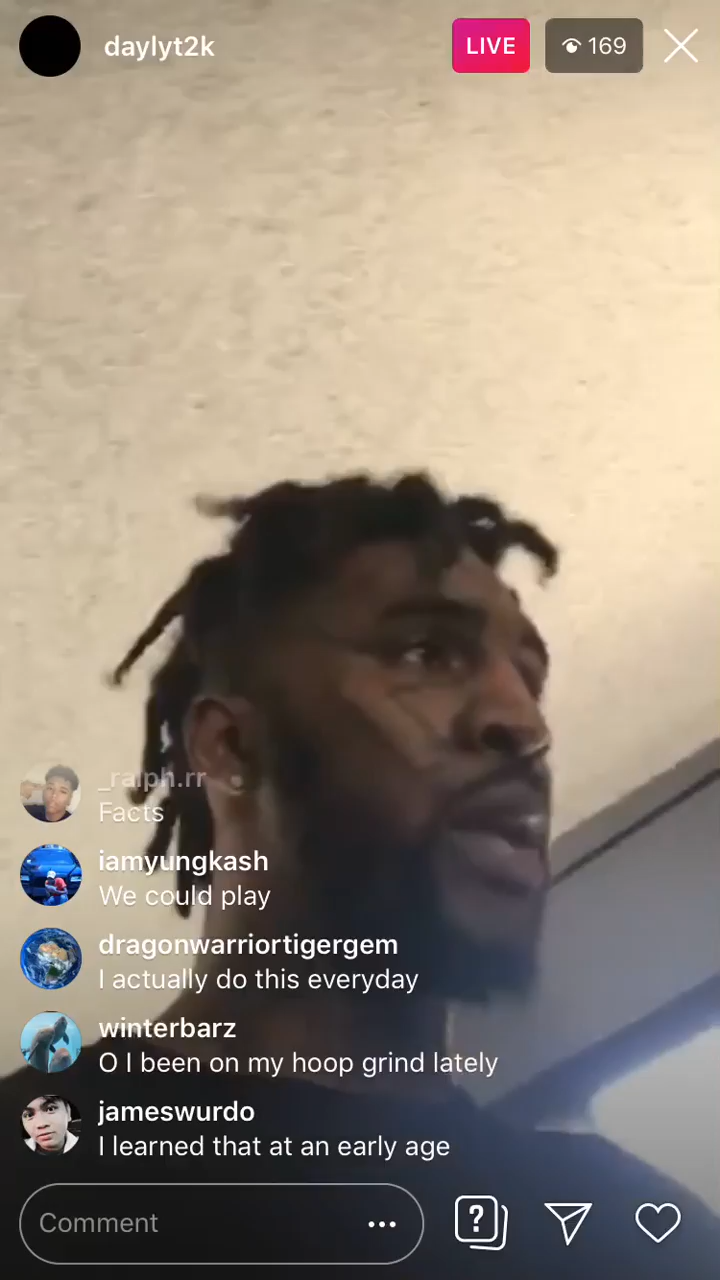 daylyt2k
LIVE
169
_ralph.rr
Facts
iamyungkash
We could play
dragonwarriortigergem
I actually do this everyday
winterbarz
O I been on my hoop grind lately
jameswurdo
I learned that at an early age
Comment
?